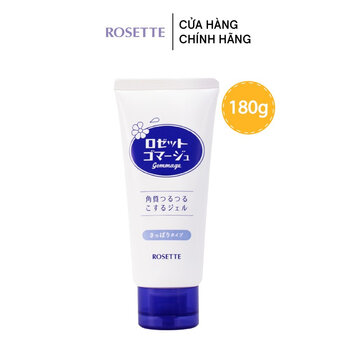 ROSETTE
CỬA HÀNG
CHÍNH HÃNG
180g
ロゼット
ゴマージュ
Gommage
角質つるつる
こするジェル
さっぱりタイプ
ROSETTE